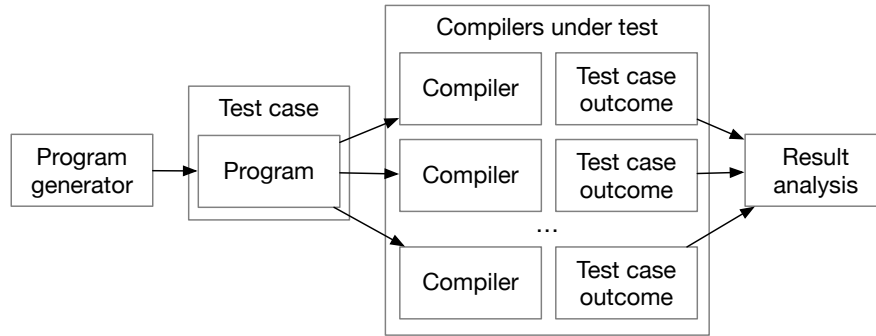 Compilers under test
Test case
Program
generator
Program
Compiler
Test case
outcome
Compiler
Test case
outcome
...
Compiler
Test case
outcome
Result
analysis